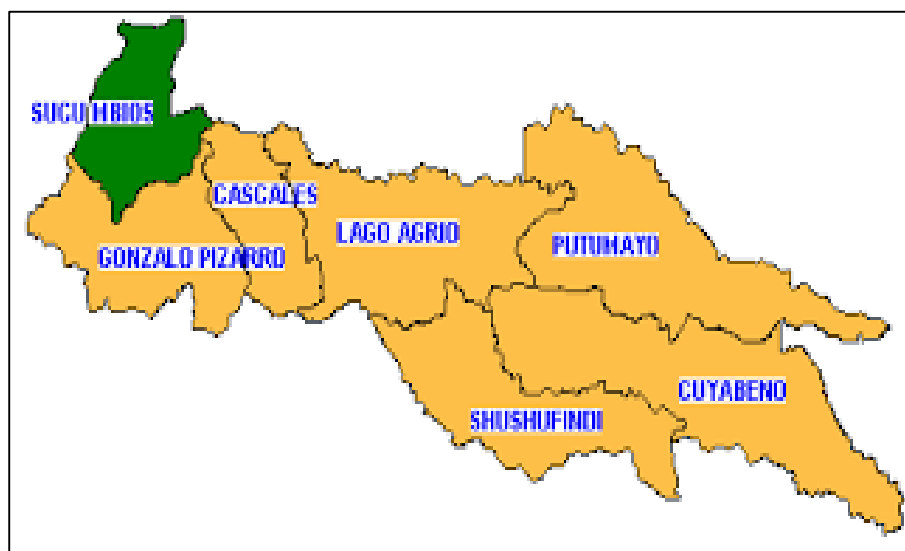 SUCUMBIOS
CASCALES
LAGO AGRIO
PUTUMAYO
GONZALO PIZARRO
CUYABENO
SHUSHUFINDI